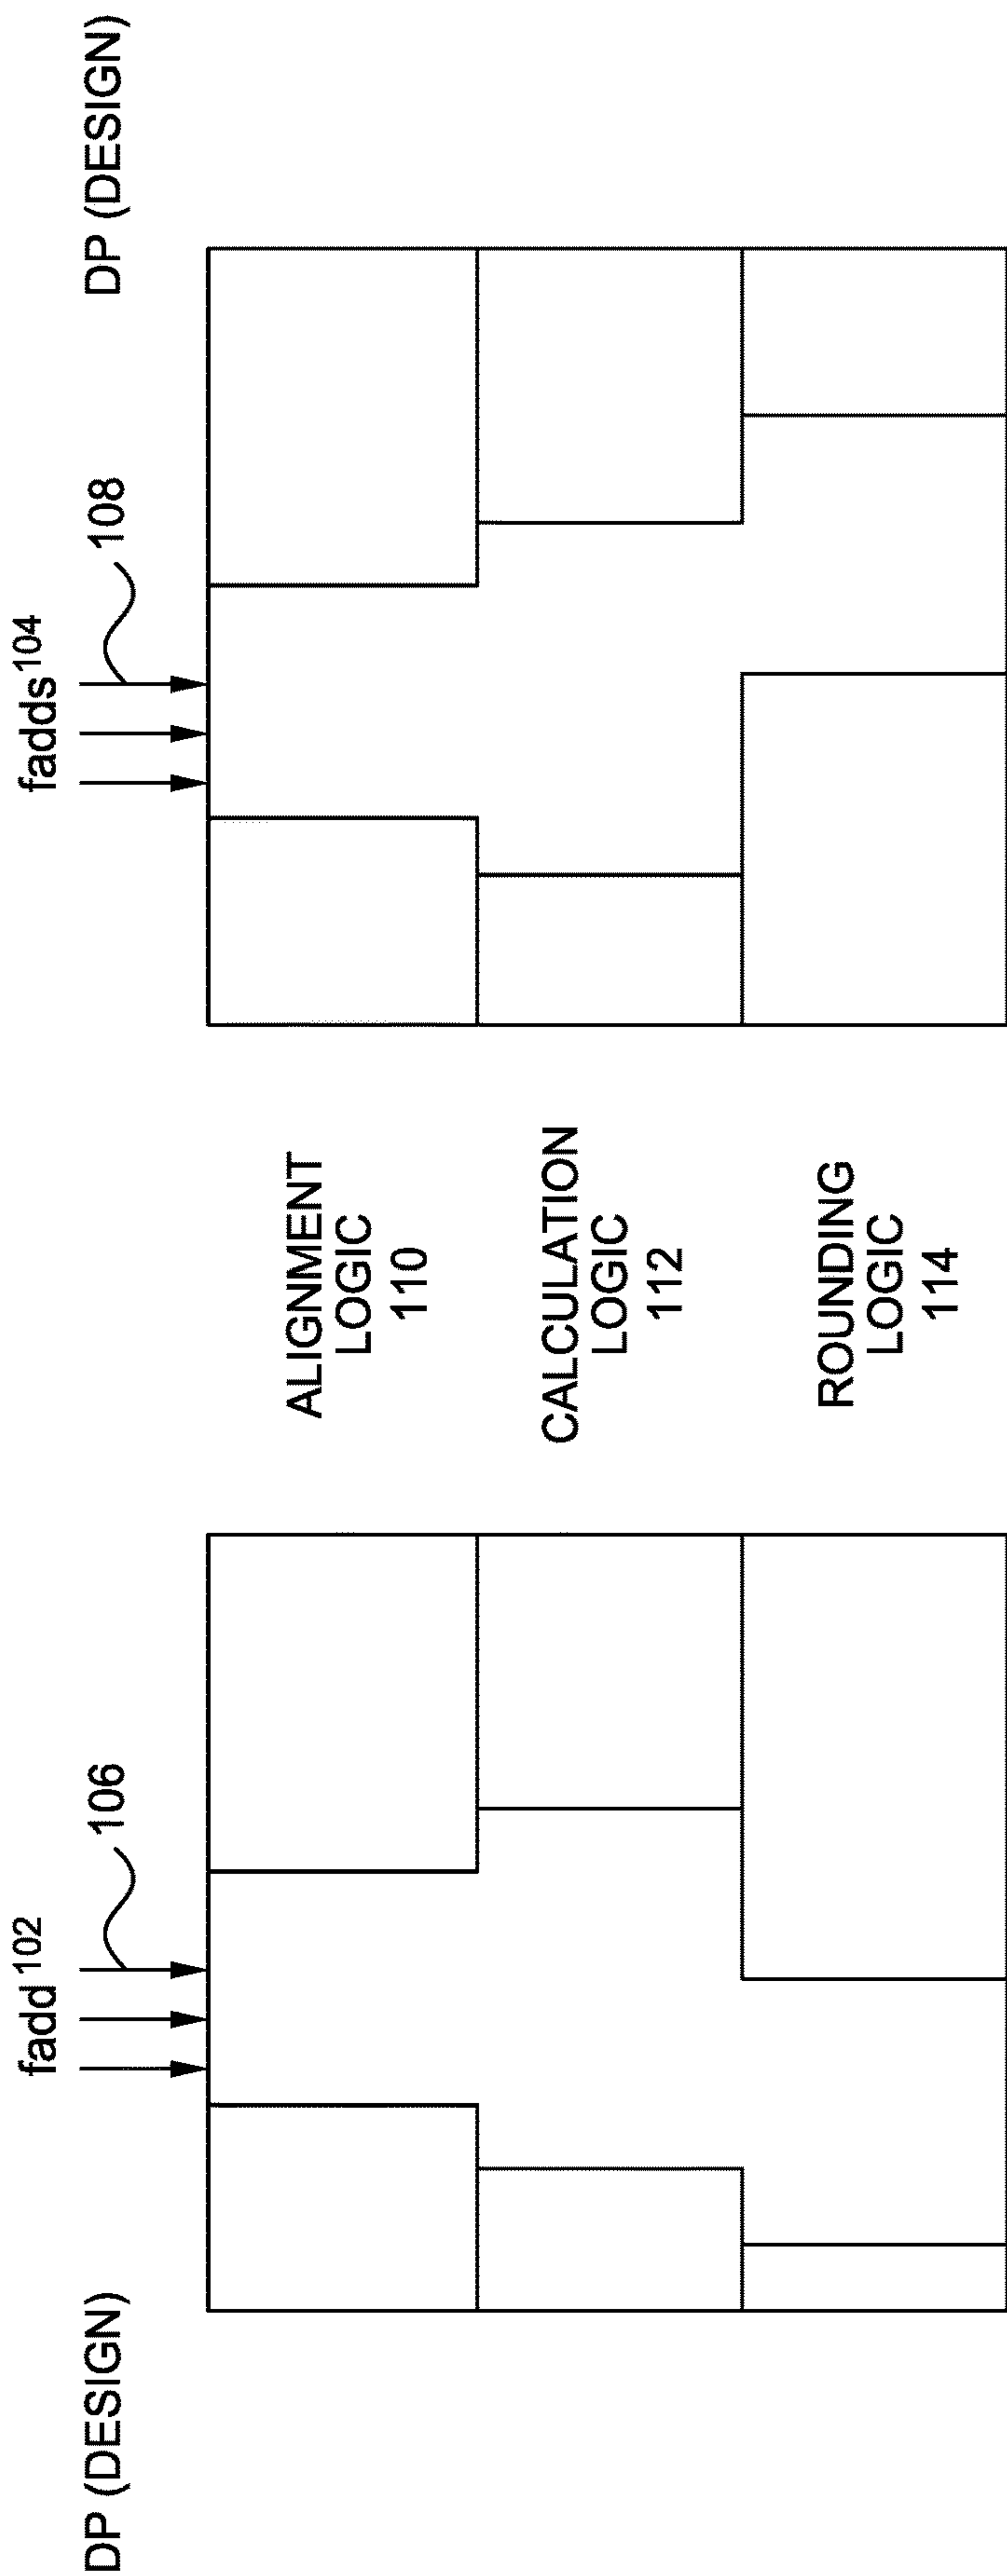 DP (DESIGN)
fadd 102
106
ALIGNMENT
LOGIC
110
CALCULATION
LOGIC
112
ROUNDING
LOGIC
114
fadds 104
108
DP (DESIGN)